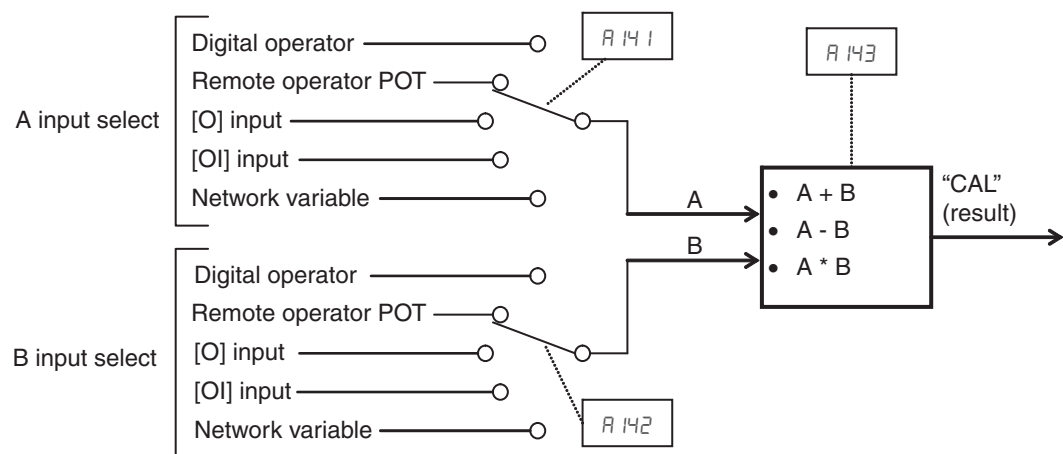 A input select
Digital operator
Remote operator POT
[O] input
[OI] input
Network variable
A141
A143
A
B
• A + B
• A - B
• A * B
“CAL”
(result)
B input select
Digital operator
Remote operator POT
[O] input
[OI] input
Network variable
A142